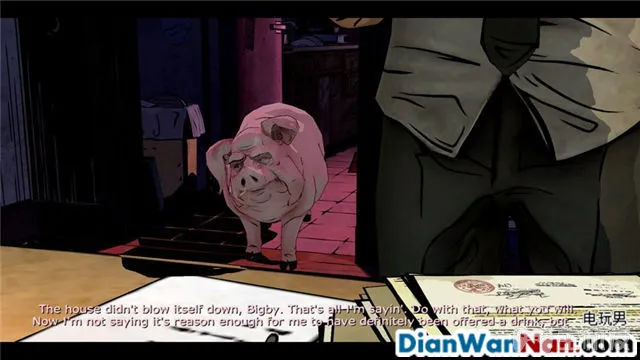 The house didn't blow itself down, Bigby. That's all I'm sayin'. Do with that, what you will.
Now I'm not saying it's reason enough for me to have definitely been offered a drink, but
电玩男
DianWanNan.com